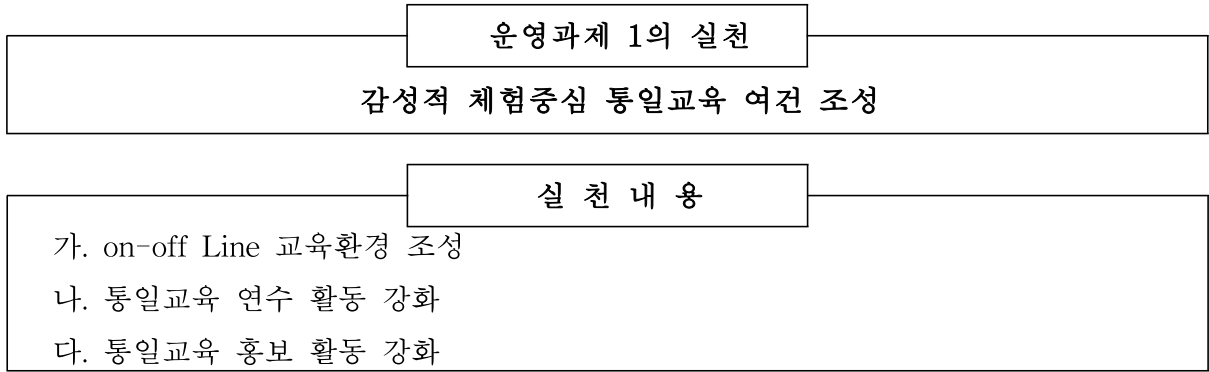 운영과제 1의 실천
감성적 체험중심 통일교육 여건 조성
실 천 내 용
가. on-off Line 교육환경 조성
나. 통일교육 연수 활동 강화
다. 통일교육 홍보 활동 강화